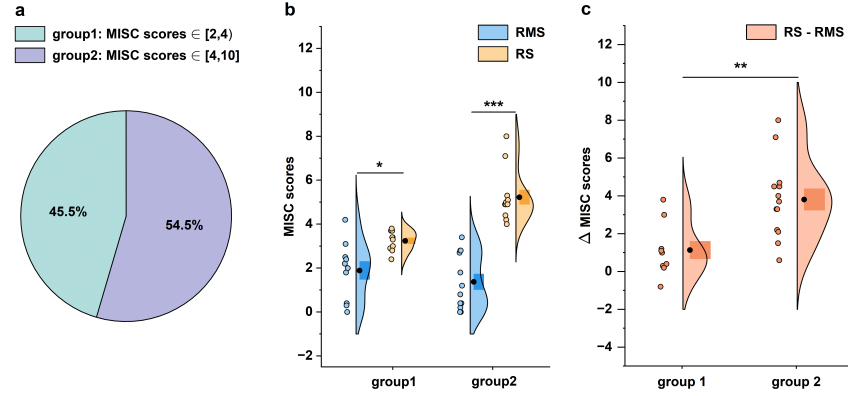 a
group1: MISC scores ∈ [2,4)
group2: MISC scores ∈ [4,10]
45.5%
54.5%
b
RMS
RS
MISC scores
12
10
8
6
4
2
0
−2
*
***
group1
group2
c
RS - RMS
△ MISC scores
12
10
8
6
4
2
0
−2
−4
**
group 1
group 2